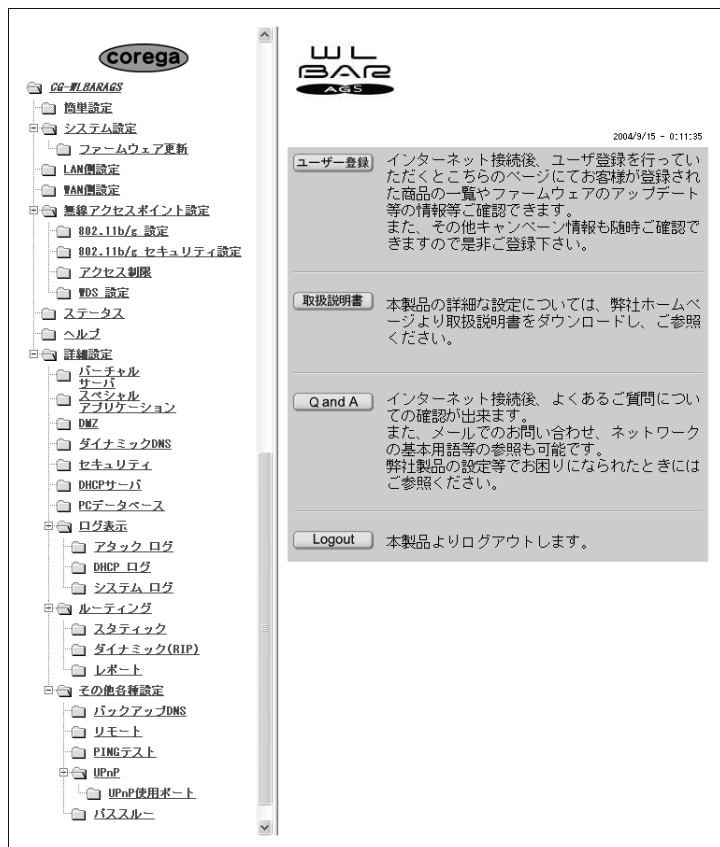 corega
CG-WLBARAGS
簡単設定
システム設定
ファームウェア更新
LAN側設定
WAN側設定
無線アクセスポイント設定
802.11b/g 設定
802.11b/g セキュリティ設定
アクセス制限
WDS 設定
ステータス
ヘルプ
詳細設定
バーチャル
サーバ
スペシャル
アプリケーション
DMZ
ダイナミックDNS
セキュリティ
DHCPサーバ
PCデータベース
ログ表示
アタック ログ
DHCP ログ
システム ログ
ルーティング
スタティック
ダイナミック(RIP)
レポート
その他各種設定
バックアップDNS
リモート
PINGテスト
UPnP
UPnP使用ポート
パススルー
WL
BAR
AGS
2004/9/15 - 0:11:35
ユーザー登録
インターネット接続後、ユーザ登録を行ってい
ただくとこちらのページにてお客様が登録され
た商品の一覧やファームウェアのアップデート
等の情報等ご確認できます。
また、その他キャンペーン情報も随時ご確認で
きますので是非ご登録下さい。
取扱説明書
本製品の詳細な設定については、弊社ホームペ
ージより取扱説明書をダウンロードし、ご参照
ください。
Q and A
インターネット接続後、よくあるご質問につい
ての確認が出来ます。
また、メールでのお問い合わせ、ネットワーク
の基本用語等の参照も可能です。
弊社製品の設定等でお困りになられたときには
ご参照ください。
Logout
本製品よりログアウトします。